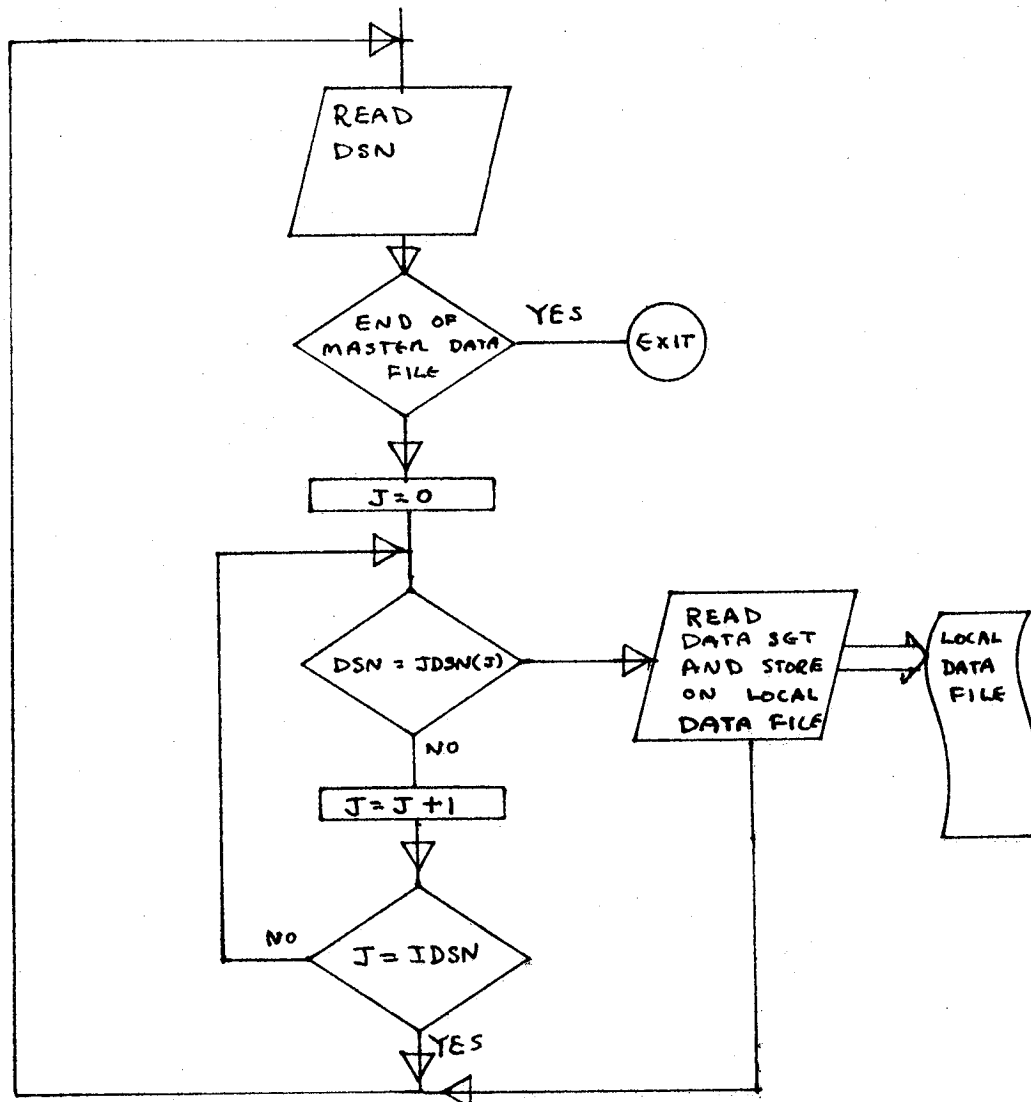 READ
DSN
END OF
MASTER DATA
FILE
YES
EXIT
J=0
DSN = JDSN(J)
READ
DATA SET
AND STORE
ON LOCAL
DATA FILE
LOCAL
DATA
FILE
NO
J=J+1
NO
J=IDSN
YES